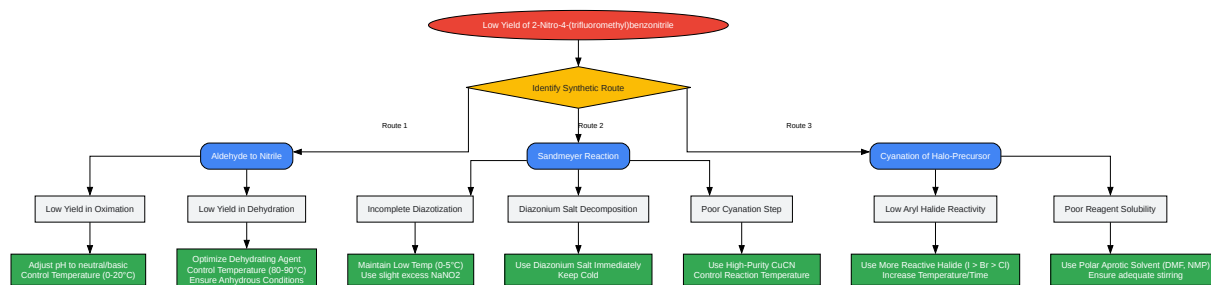 Low Yield of 2-Nitro-4-(trifluoromethyl)benzonitrile
Identify Synthetic Route
Route 1
Route 2
Route 3
Aldehyde to Nitrile
Sandmeyer Reaction
Cyanation of Halo-Precursor
Low Yield in Oximation
Low Yield in Dehydration
Incomplete Diazotization
Diazonium Salt Decomposition
Poor Cyanation Step
Low Aryl Halide Reactivity
Poor Reagent Solubility
Adjust pH to neutral/basic
Control Temperature (0-20°C)
Optimize Dehydrating Agent
Control Temperature (80-90°C)
Ensure Anhydrous Conditions
Maintain Low Temp (0-5°C)
Use slight excess NaNO2
Use Diazonium Salt Immediately
Keep Cold
Use High-Purity CuCN
Control Reaction Temperature
Use More Reactive Halide (I > Br > Cl)
Increase Temperature/Time
Use Polar Aprotic Solvent (DMF, NMP)
Ensure adequate stirring